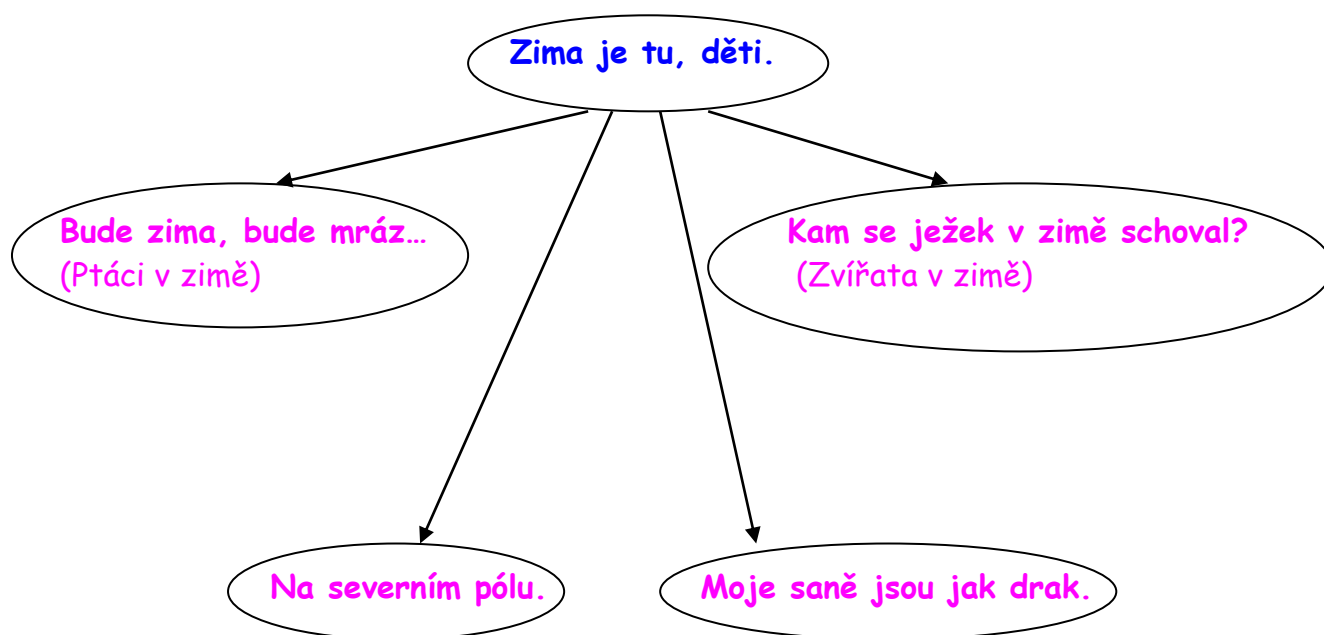 Zima je tu, děti.
Bude zima, bude mráz…
(Ptáci v zimě)
Kam se ježek v zimě schoval?
(Zvířata v zimě)
Na severním pólu.
Moje saně jsou jak drak.